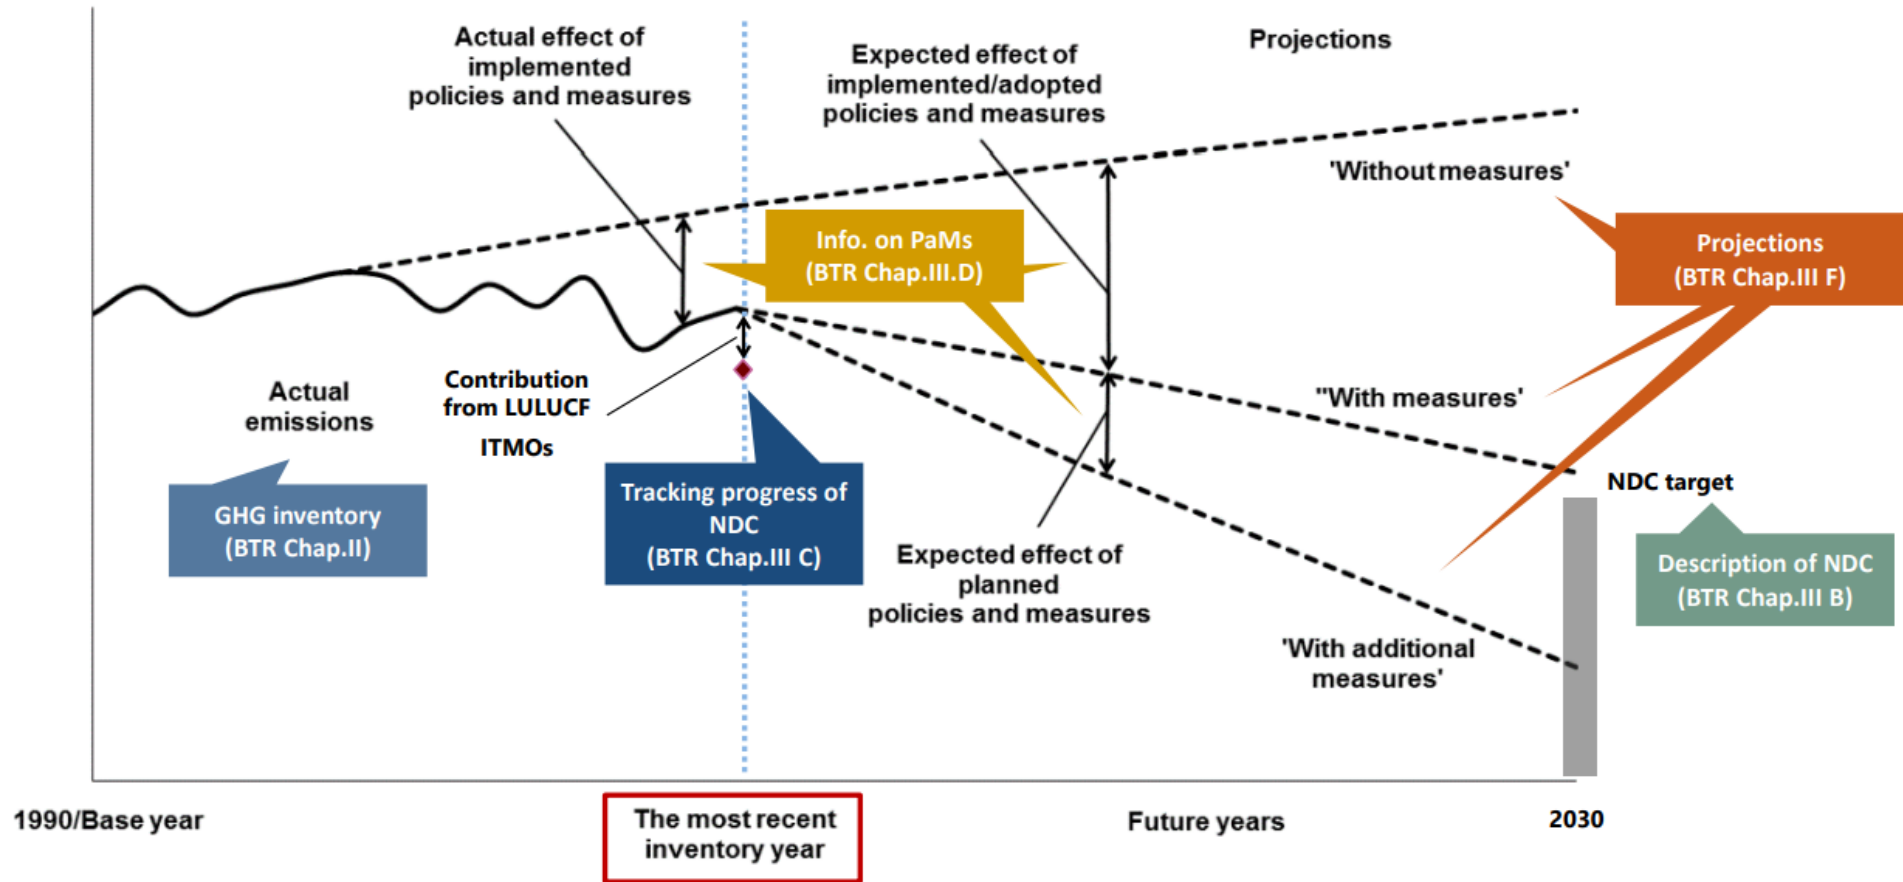 Actual effect of
implemented
policies and measures
Expected effect of
implemented/adopted
policies and measures
Projections
'Without measures'
Info. on PaMs
(BTR Chap.III.D)
Projections
(BTR Chap.III F)
Actual
emissions
Contribution
from LULUCF
ITMOs
"With measures'
GHG inventory
(BTR Chap.II)
Tracking progress of
NDC
(BTR Chap.III C)
NDC target
Description of NDC
(BTR Chap.III B)
Expected effect of
planned
policies and measures
'With additional
measures'
1990/Base year
The most recent
inventory year
Future years
2030